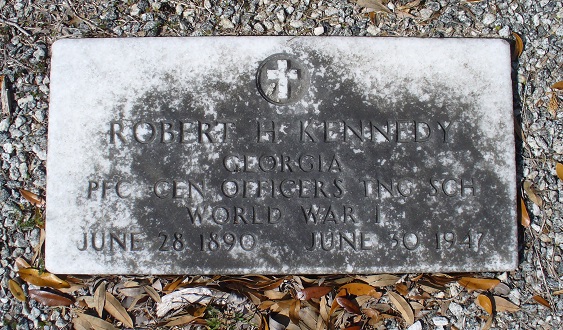 ROBERT H KENNEDY
GEORGIA
PFC CEN OFFICERS TNG SCH
WORLD WAR I
JUNE 28 1890 JUNE 30 1947